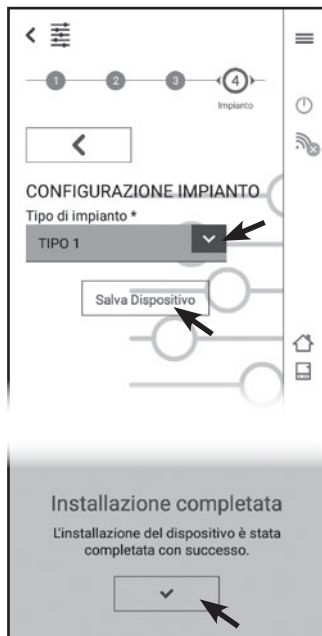 1 2 3 4
Impianto
CONFIGURAZIONE IMPIANTO
Tipo di impianto *
TIPO 1
Salva Dispositivo
Installazione completata
L'installazione del dispositivo è stata
completata con successo.